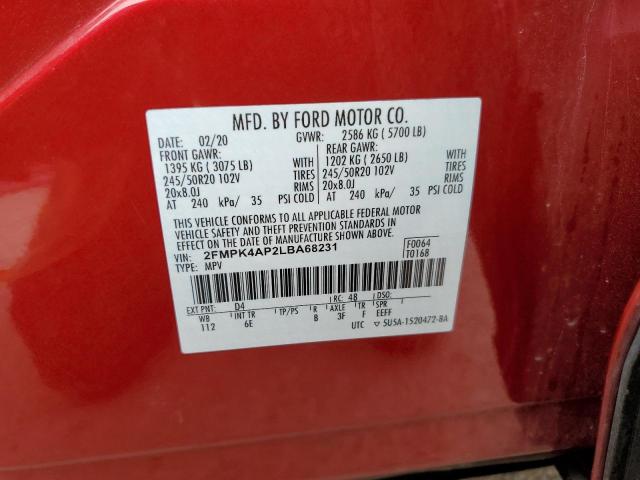 MFD. BY FORD MOTOR CO.
DATE: 02/20 GVWR: 2586 KG ( 5700 LB)
FRONT GAWR: REAR GAWR:
1395 KG ( 3075 LB) WITH 1202 KG ( 2650 LB) WITH
245/50R20 102V TIRES 245/50R20 102V TIRES
20x8.0J RIMS 20x8.0J RIMS
AT 240 kPa/ 35 PSI COLD AT 240 kPa/ 35 PSI COLD
THIS VEHICLE CONFORMS TO ALL APPLICABLE FEDERAL MOTOR
VEHICLE SAFETY AND THEFT PREVENTION STANDARDS IN EFFECT
ON THE DATE OF MANUFACTURE SHOWN ABOVE.
VIN: 2FMPK4AP2LBA68231 F0064
TYPE: MPV T0168
EXT PNT: D4 RC: 48 DSO:
WB INT TR TP/PS R AXLE TR SPR
112 6E B 3F F EEFF
UTC ▽ 5U5A-1520472-BA